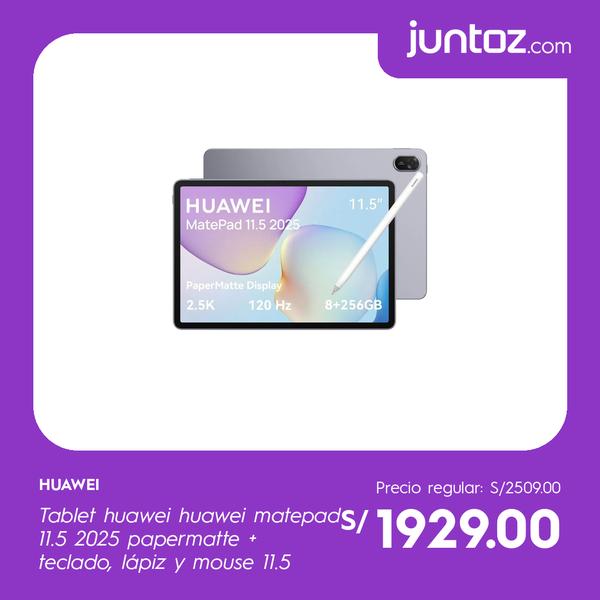 juntoz.com
HUAWEI
11.5"
MatePad 11.5 2025
PaperMatte Display
2.5K 120 Hz 8+256GB
HUAWEI
Precio regular: S/2509.00
Tablet huawei huawei matepad
11.5 2025 papermatte +
teclado, lápiz y mouse 11.5
S/ 1929.00